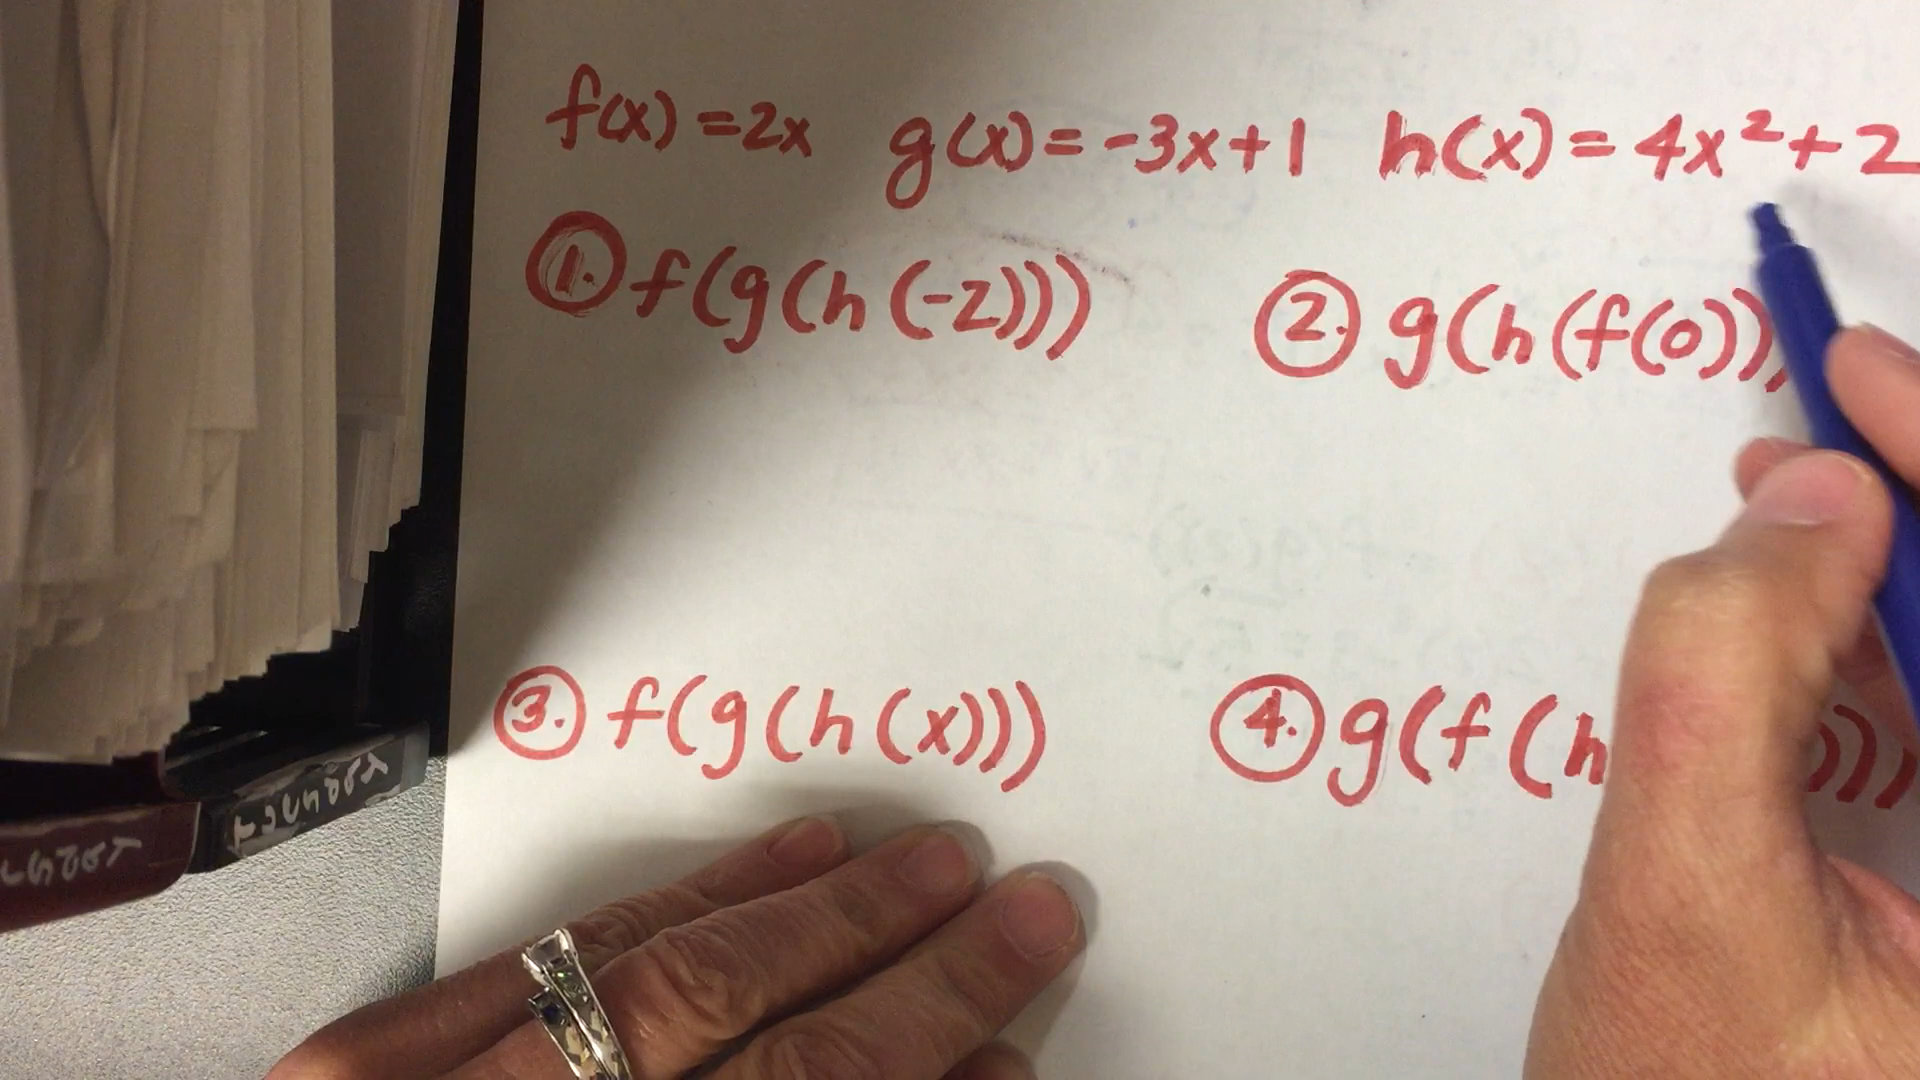 f(x) = 2x g(x) = -3x+1 h(x) = 4x²+2
1. f(g(h(-2))) 2. g(h(f(0)))
3. f(g(h(x))) 4. g(f(h )))